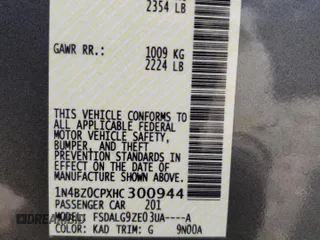 2354 LB
GAWR RR.: 1009 KG
2224 LB
THIS VEHICLE CONFORMS TO
ALL APPLICABLE FEDERAL
MOTOR VEHICLE SAFETY,
BUMPER, AND THEFT
PREVENTION STANDARDS IN
EFFECT ON THE DATE OF
MANUFACTURE SHOWN ABOVE.
1N4BZ0CPXHC300944
PASSENGER CAR 201
MODEL FSDALG9ZE03UA----A
COLOR: KAD TRIM: G 9N00A